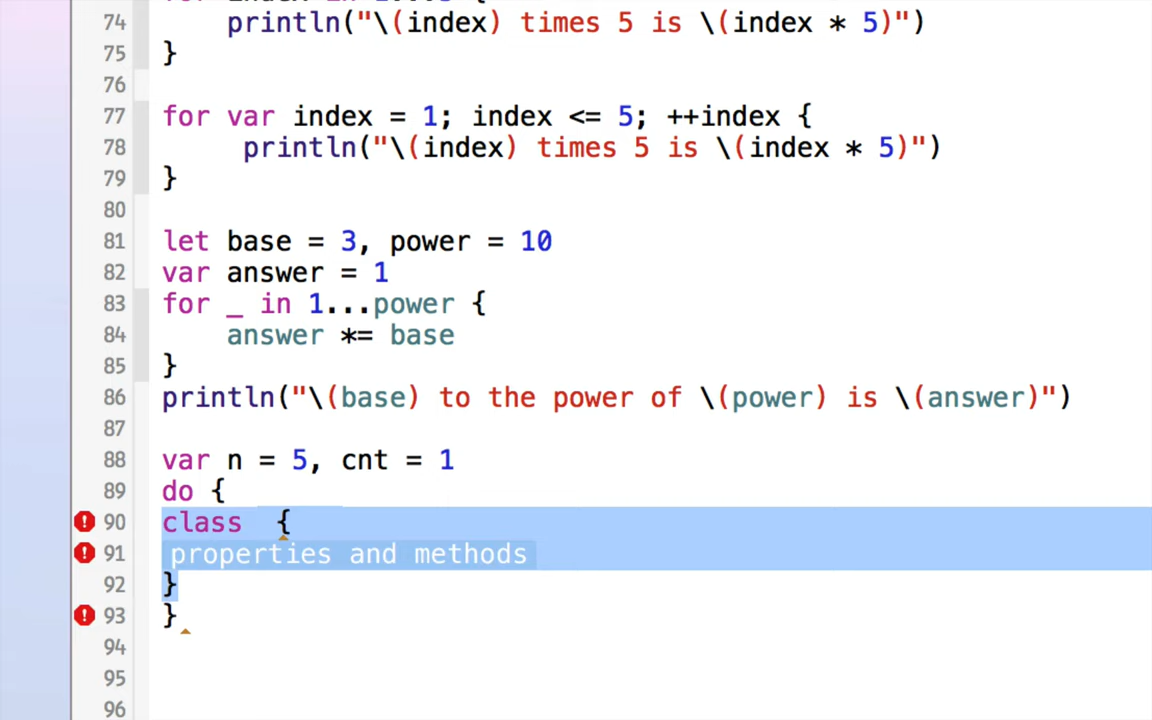 74 println("\(index) times 5 is \(index * 5)")
75 }
76
77 for var index = 1; index <= 5; ++index {
78 println("\(index) times 5 is \(index * 5)")
79 }
80
81 let base = 3, power = 10
82 var answer = 1
83 for _ in 1...power {
84 answer *= base
85 }
86 println("\(base) to the power of \(power) is \(answer)")
87
88 var n = 5, cnt = 1
89 do {
90 class {
91 properties and methods
92 }
93 }
94
95
96